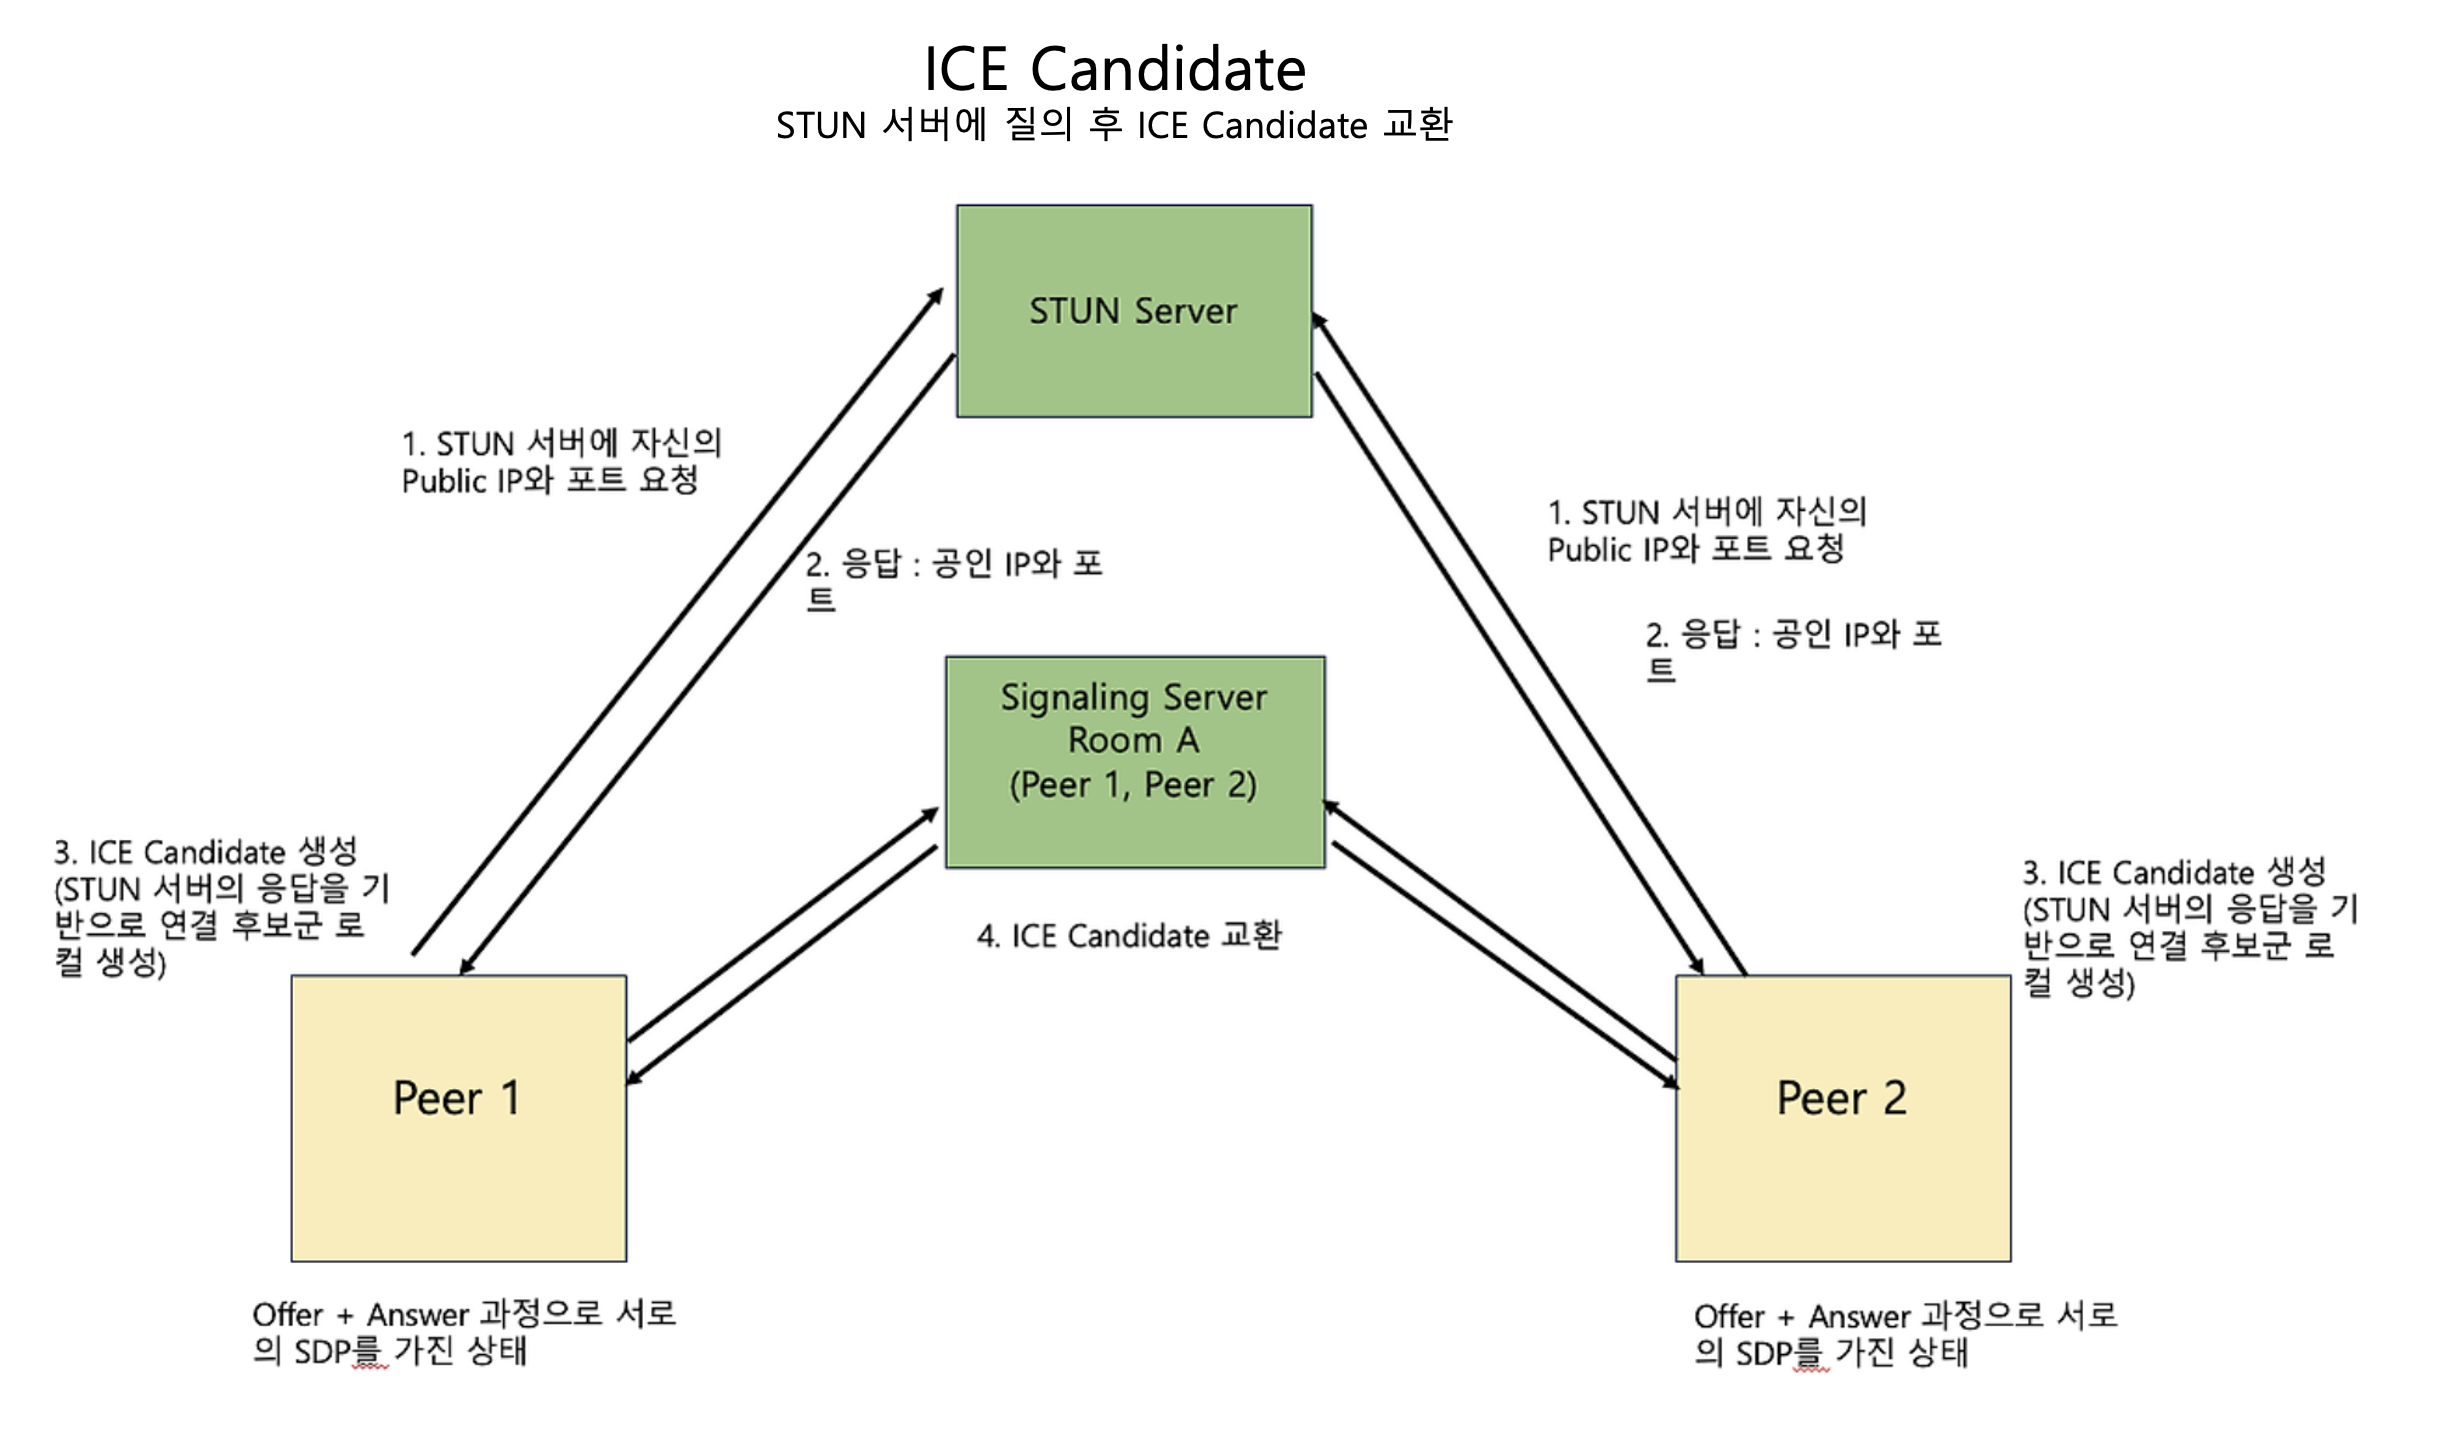 ICE Candidate
STUN 서버에 질의 후 ICE Candidate 교환
STUN Server
1. STUN 서버에 자신의
Public IP와 포트 요청
2. 응답 : 공인 IP와 포
트
1. STUN 서버에 자신의
Public IP와 포트 요청
2. 응답 : 공인 IP와 포
트
Signaling Server
Room A
(Peer 1, Peer 2)
3. ICE Candidate 생성
(STUN 서버의 응답을 기
반으로 연결 후보군 로
컬 생성)
4. ICE Candidate 교환
3. ICE Candidate 생성
(STUN 서버의 응답을 기
반으로 연결 후보군 로
컬 생성)
Peer 1
Peer 2
Offer + Answer 과정으로 서로
의 SDP를 가진 상태
Offer + Answer 과정으로 서로
의 SDP를 가진 상태